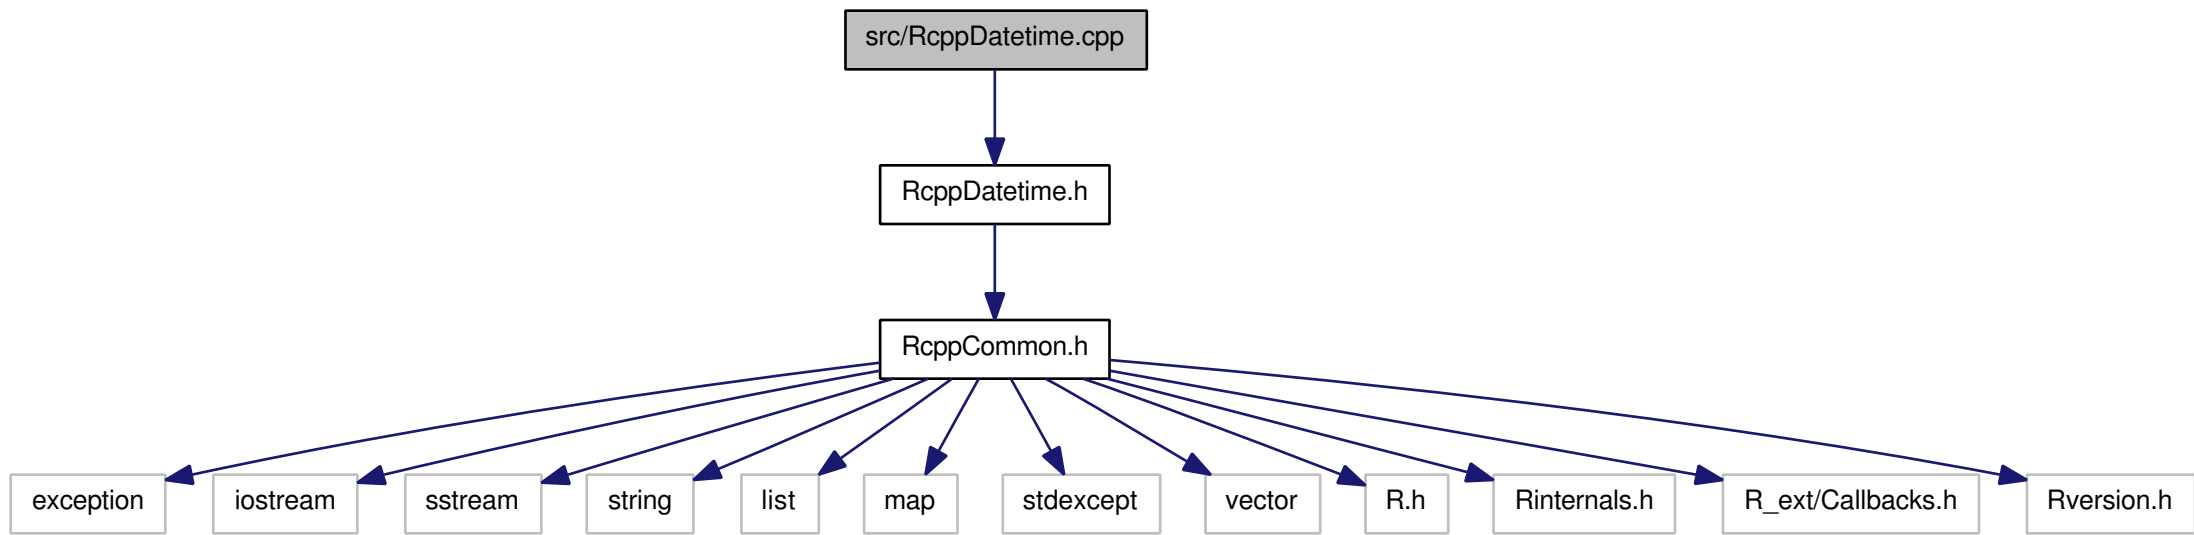 src/RcppDatetime.cpp
RcppDatetime.h
RcppCommon.h
exception
iostream
sstream
string
list
map
stdexcept
vector
R.h
Rinternals.h
R_ext/Callbacks.h
Rversion.h